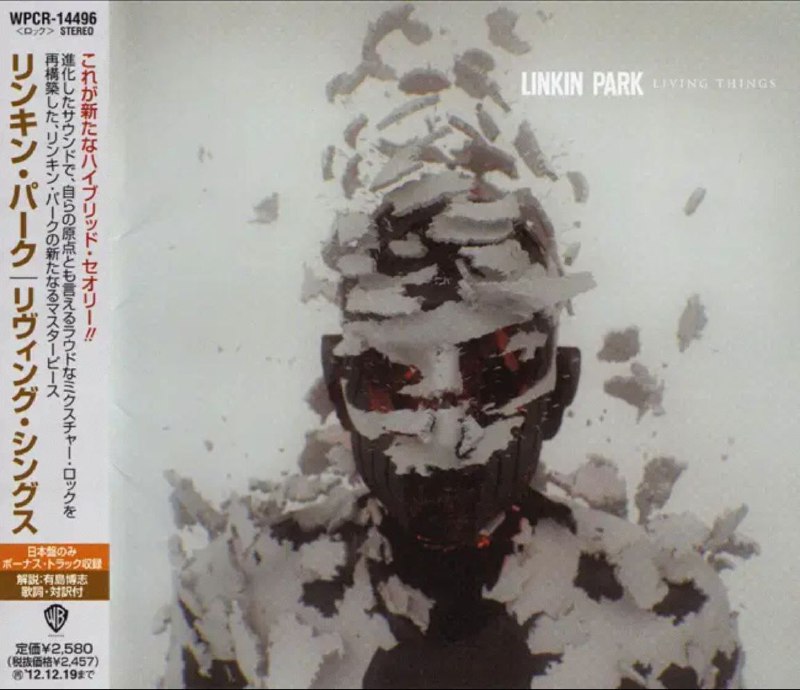 WPCR-14496
〈ロック〉 STEREO
これが新たなハイブリッド・セオリー!!
進化したサウンドで、自らの原点とも言えるラウドなミクスチャー・ロックを
再構築した、リンキン・パークの新たなるマスターピース
リンキン・パーク|リヴィング・シングス
日本盤のみ
ボーナス・トラック収録
解説:有島博志
歌詞・対訳付
WB
定価¥2,580
(税抜価格¥2,457)
'12.12.19まで
LINKIN PARK LIVING THINGS